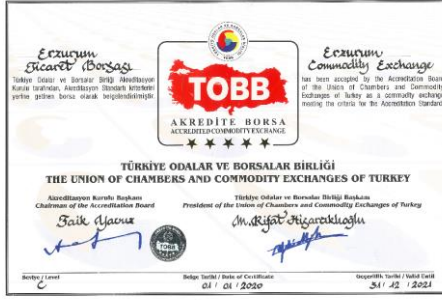 Erzurum
Ticaret Borsası
Türkiye Odalar ve Borsalar Birliği Akreditasyon
Kurulu tarafından, Akreditasyon Standartı kriterlerini
yerine getiren borsa olarak belgelendirilmiştir.
TOBB
AKREDİTE BORSA
ACCREDITED COMMODITY EXCHANGE
Erzurum
Commodity Exchange
has been accepted by the Accreditation Board
of the Union of Chambers and Commodity
Exchanges of Turkey as a commodity exchange
meeting the criteria for the Accreditation Standard.
TÜRKİYE ODALAR VE BORSALAR BİRLİĞİ
THE UNION OF CHAMBERS AND COMMODITY EXCHANGES OF TURKEY
Akreditasyon Kurulu Başkanı
Chairman of the Accreditation Board
Faik Yavuz
Türkiye Odalar ve Borsalar Birliği Başkanı
President of the Union of Chambers and Commodity Exchanges of Turkey
M. Rifat Hisarcıklıoğlu
TOBB
Seviye / Level
C
Belge Tarihi / Date of Certificate
01 / 01 / 2020
Geçerlilik Tarihi / Valid Until
31 / 12 / 2021